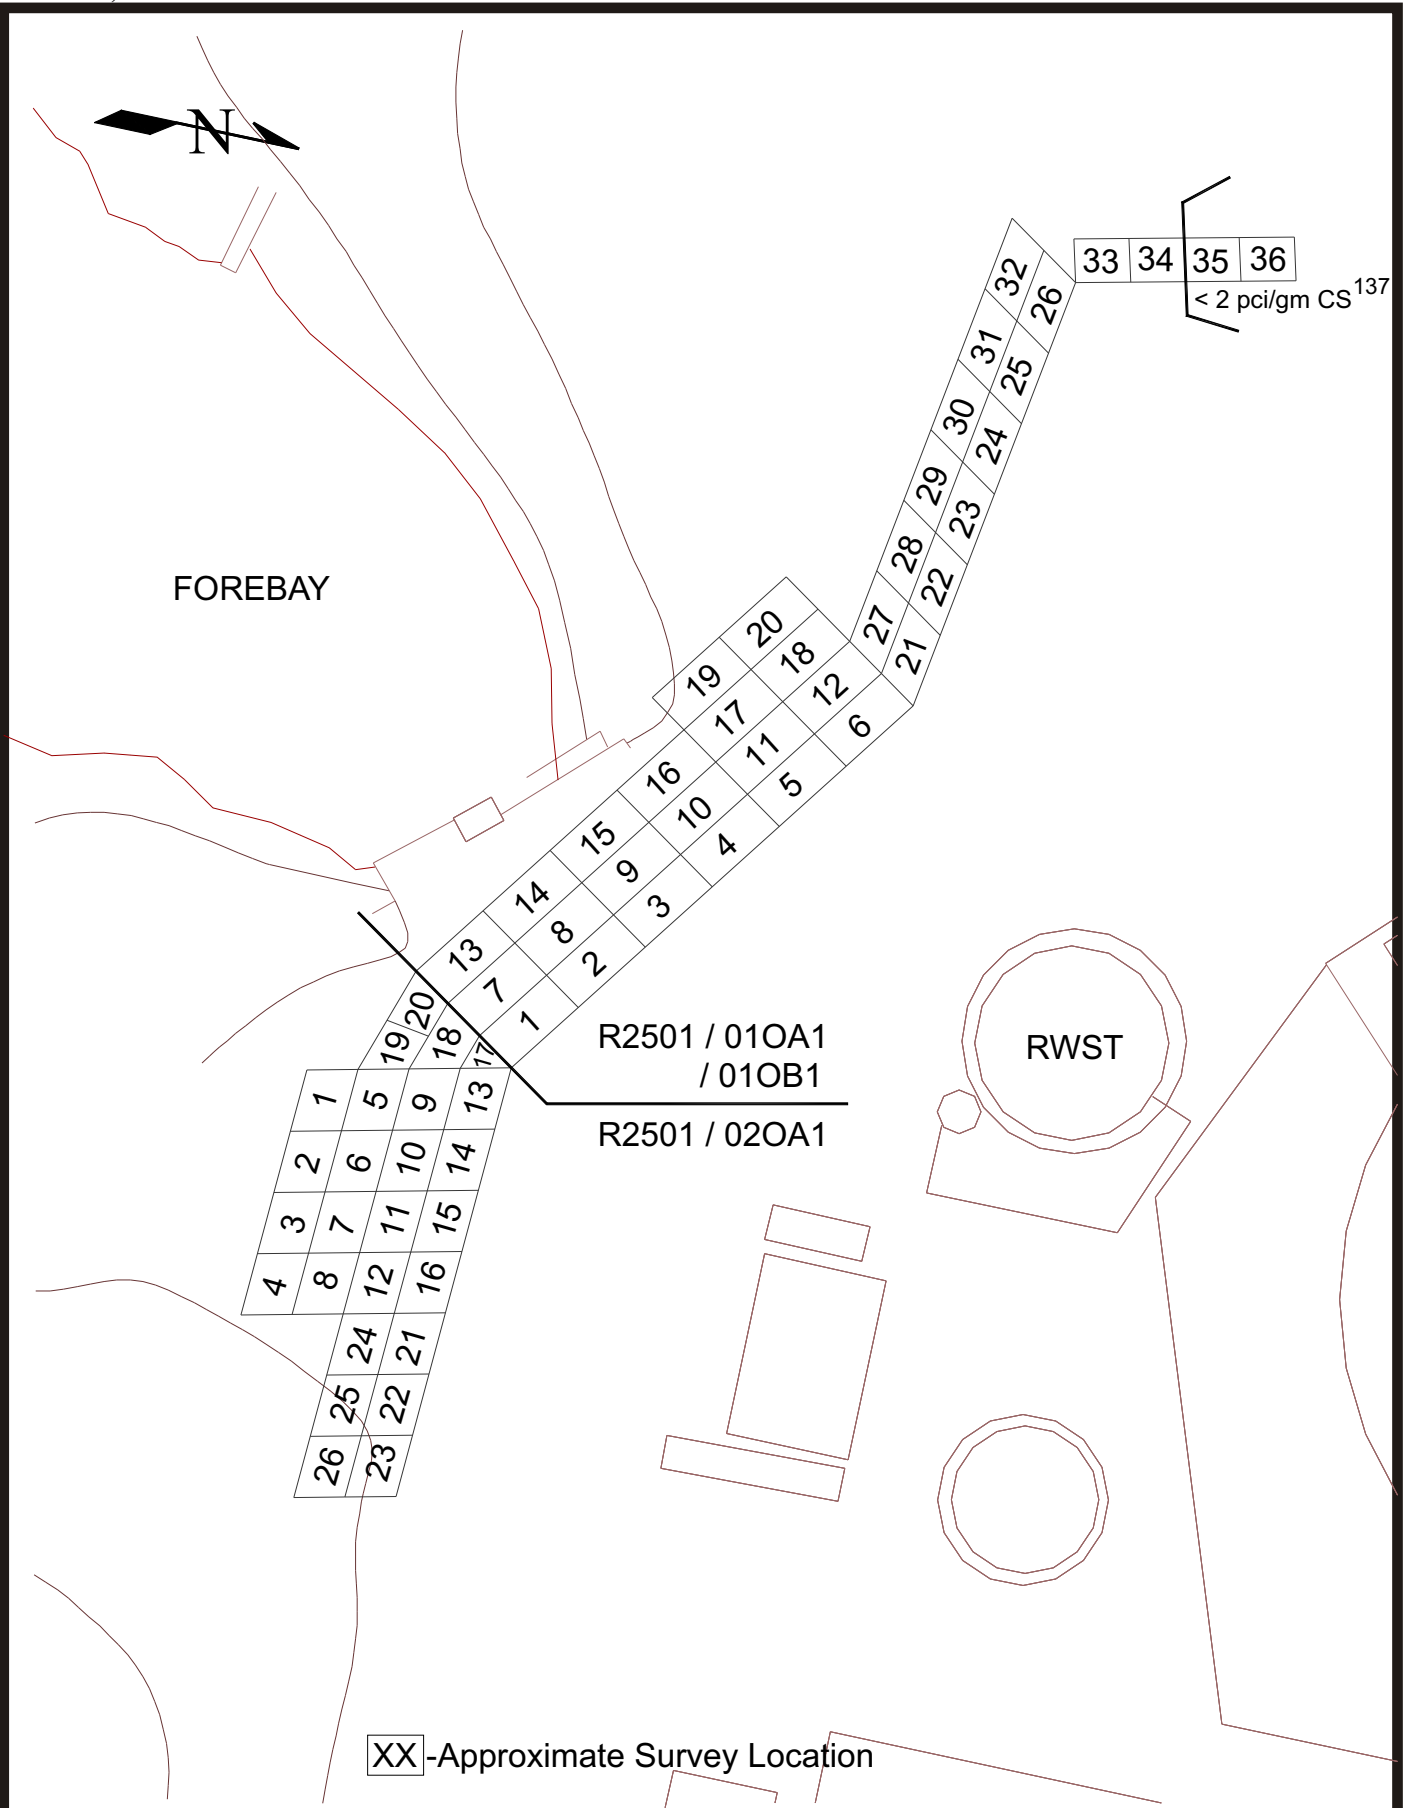 N
33 34 35 36
< 2 pci/gm CS137
32 26
31 25
30 24
29 23
28 22
27 21
FOREBAY
20 18 12 6
19 17 11 5
16 10 4
15 9 3
14 8 2
13 7 1
20
19 18 17
R2501 / 01OA1
/ 01OB1
R2501 / 02OA1
RWST
1 5 9 13
2 6 10 14
3 7 11 15
4 8 12 16
24 21
25 22
26 23
XX -Approximate Survey Location